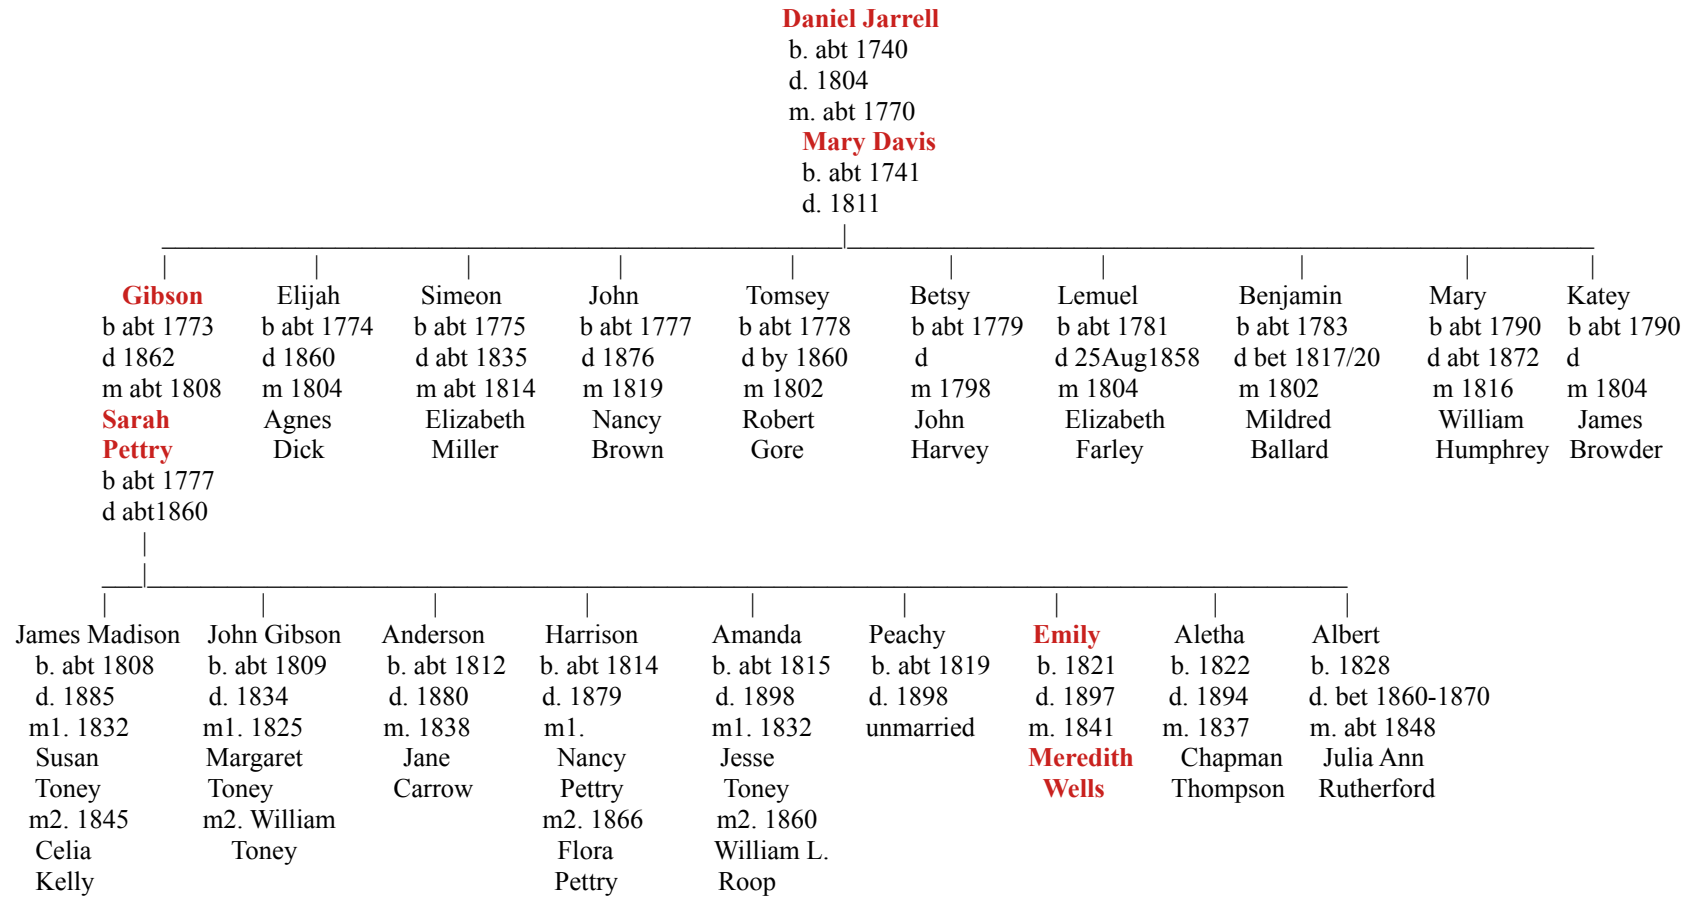 Daniel Jarrell
b. abt 1740
d. 1804
m. abt 1770
Mary Davis
b. abt 1741
d. 1811
Gibson
b abt 1773
d 1862
m abt 1808
Sarah
Pettry
b abt 1777
d abt1860
Elijah
b abt 1774
d 1860
m 1804
Agnes
Dick
Simeon
b abt 1775
d abt 1835
m abt 1814
Elizabeth
Miller
John
b abt 1777
d 1876
m 1819
Nancy
Brown
Tomsey
b abt 1778
d by 1860
m 1802
Robert
Gore
Betsy
b abt 1779
d
m 1798
John
Harvey
Lemuel
b abt 1781
d 25Aug1858
m 1804
Elizabeth
Farley
Benjamin
b abt 1783
d bet 1817/20
m 1802
Mildred
Ballard
Mary
b abt 1790
d abt 1872
m 1816
William
Humphrey
Katey
b abt 1790
d
m 1804
James
Browder
James Madison
b. abt 1808
d. 1885
m1. 1832
Susan
Toney
m2. 1845
Celia
Kelly
John Gibson
b. abt 1809
d. 1834
m1. 1825
Margaret
Toney
m2. William
Toney
Anderson
b. abt 1812
d. 1880
m. 1838
Jane
Carrow
Harrison
b. abt 1814
d. 1879
m1.
Nancy
Pettry
m2. 1866
Flora
Pettry
Amanda
b. abt 1815
d. 1898
m1. 1832
Jesse
Toney
m2. 1860
William L.
Roop
Peachy
b. abt 1819
d. 1898
unmarried
Emily
b. 1821
d. 1897
m. 1841
Meredith
Wells
Aletha
b. 1822
d. 1894
m. 1837
Chapman
Thompson
Albert
b. 1828
d. bet 1860-1870
m. abt 1848
Julia Ann
Rutherford